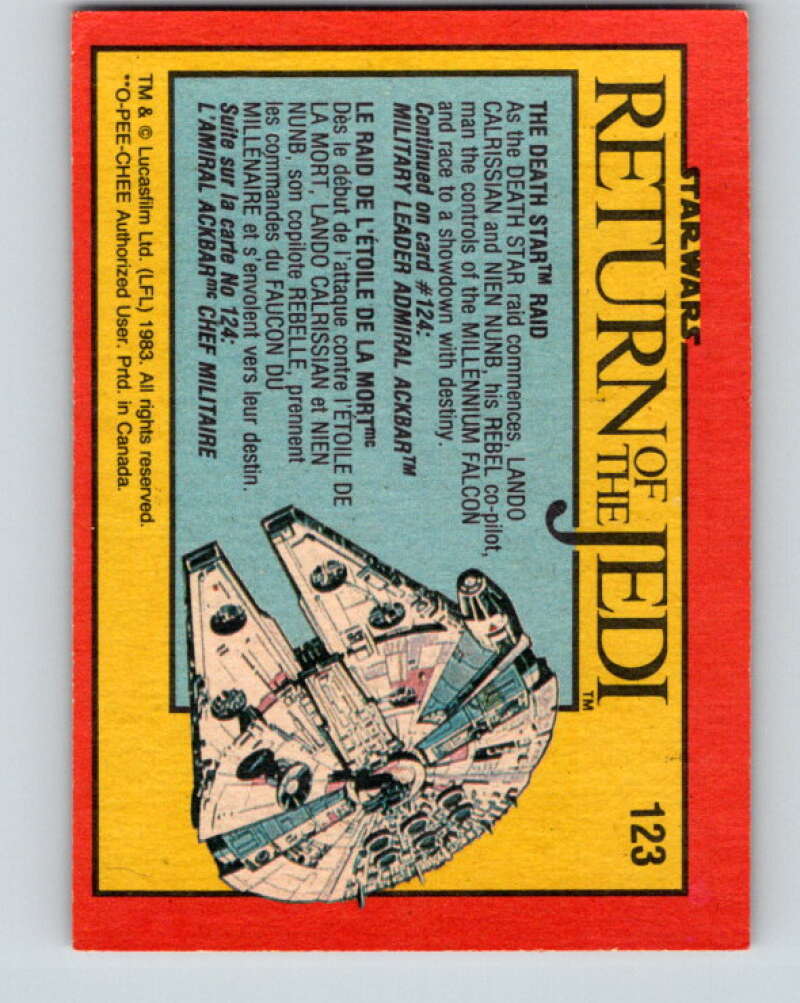 STAR WARS
RETURN OF THE JEDI™
123
THE DEATH STAR™ RAID
As the DEATH STAR raid commences, LANDO
CALRISSIAN and NIEN NUNB, his REBEL co-pilot,
man the controls of the MILLENNIUM FALCON
and race to a showdown with destiny.
Continued on card #124:
MILITARY LEADER ADMIRAL ACKBAR™
LE RAID DE L'ÉTOILE DE LA MORTmc
Dès le début de l'attaque contre l'ÉTOILE DE
LA MORT, LANDO CALRISSIAN et NIEN
NUNB, son copilote REBELLE, prennent
les commandes du FAUCON DU
MILLÉNAIRE et s'envolent vers leur destin.
Suite sur la carte No 124:
L'AMIRAL ACKBARmc CHEF MILITAIRE
TM & © Lucasfilm Ltd. (LFL) 1983. All rights reserved.
**O-PEE-CHEE Authorized User. Prtd. in Canada.